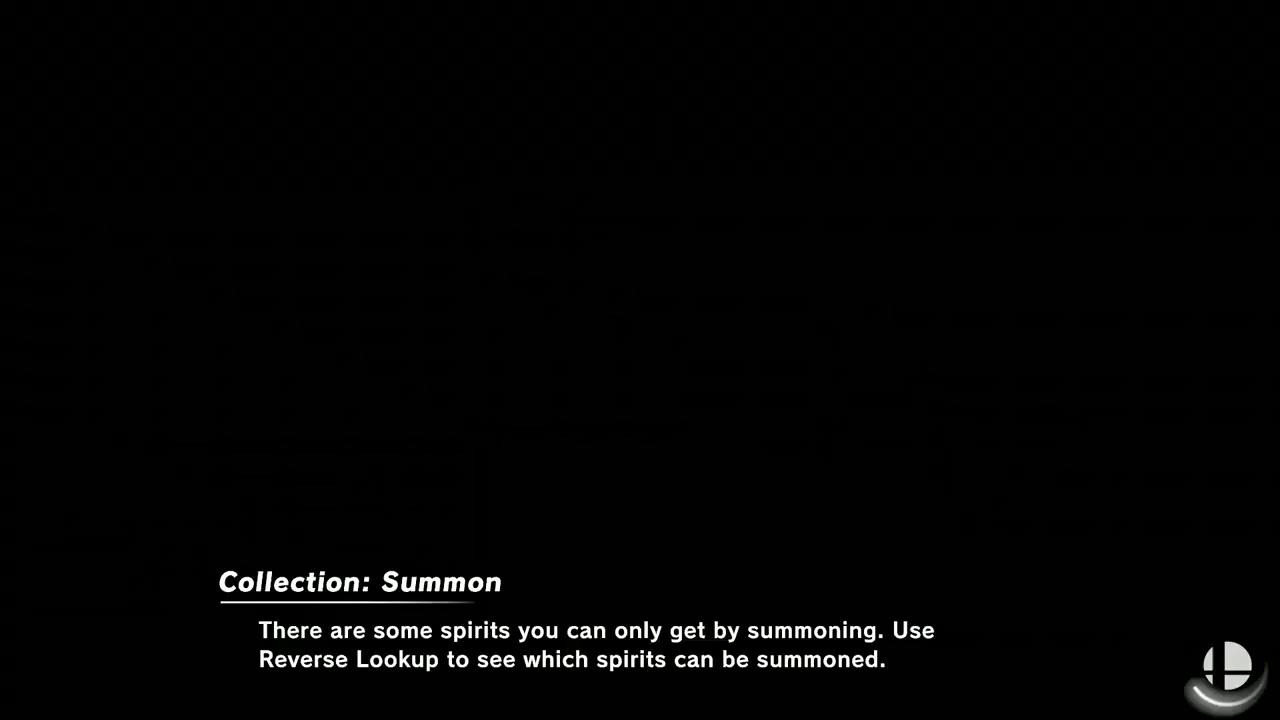 Collection: Summon
There are some spirits you can only get by summoning. Use
Reverse Lookup to see which spirits can be summoned.